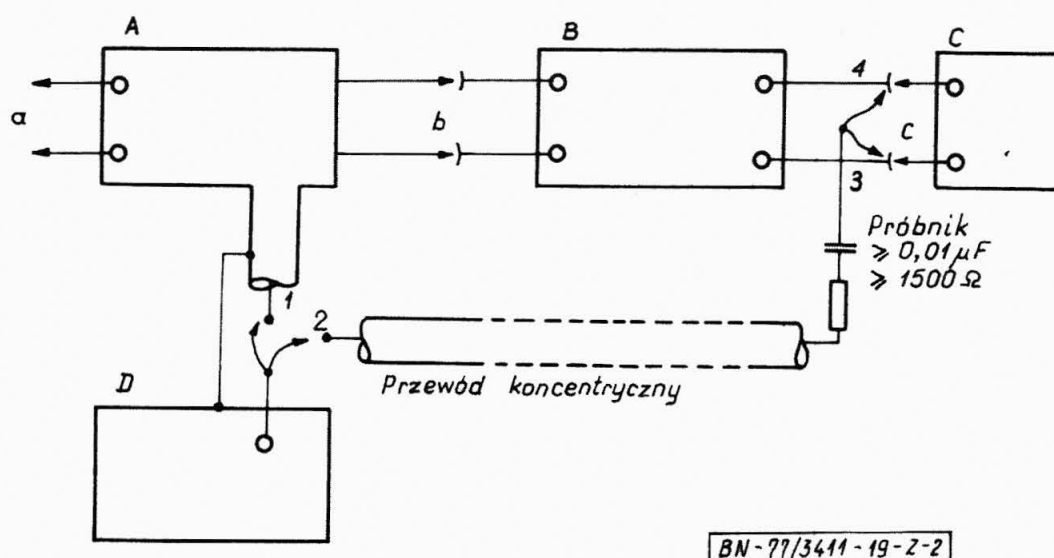 A
B
C
a
b
4
c
3
Próbnik
⩾ 0,01 µF
⩾ 1500 Ω
1
2
Przewód koncentryczny
D
BN-77/3411-19-Z-2